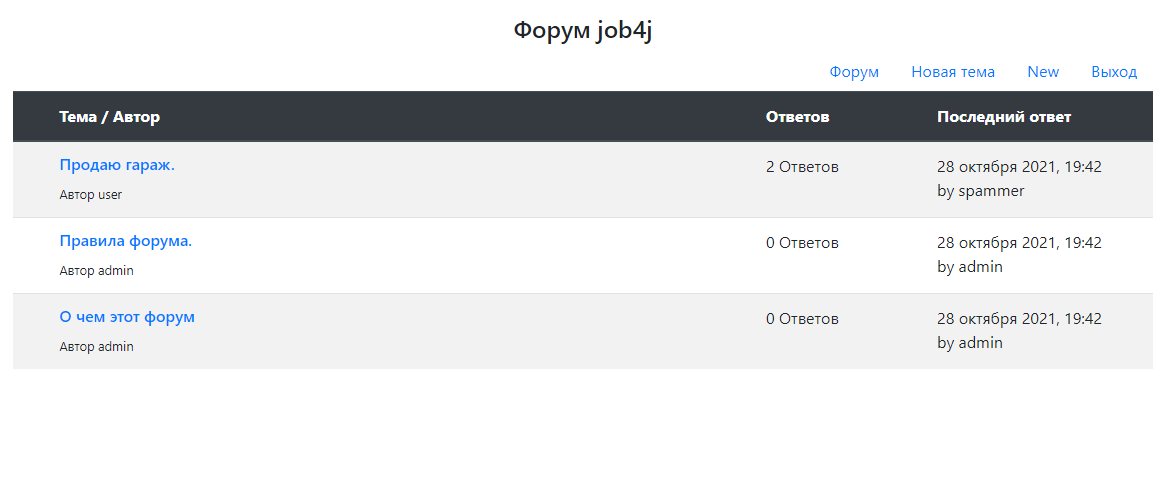 Форум job4j
Форум Новая тема New Выход
Тема / Автор Ответов Последний ответ
Продаю гараж. 2 Ответов 28 октября 2021, 19:42
Автор user by spammer
Правила форума. 0 Ответов 28 октября 2021, 19:42
Автор admin by admin
О чем этот форум 0 Ответов 28 октября 2021, 19:42
Автор admin by admin